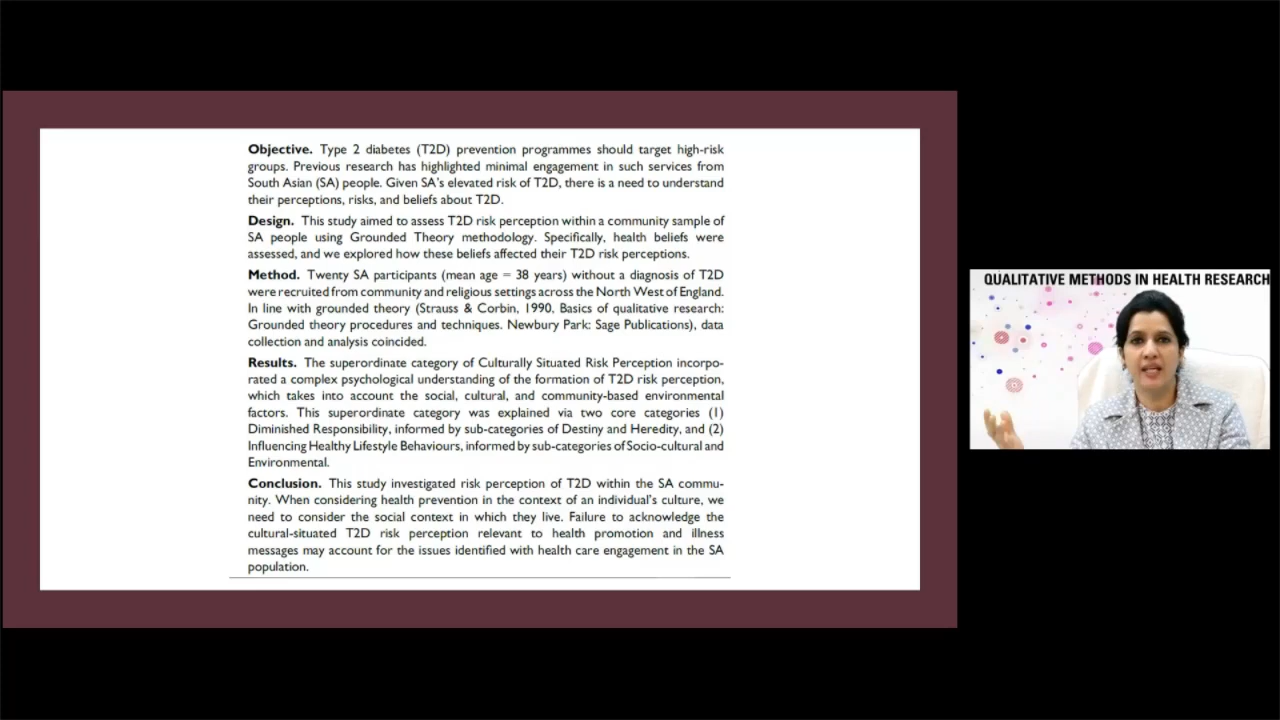 Objective. Type 2 diabetes (T2D) prevention programmes should target high-risk
groups. Previous research has highlighted minimal engagement in such services from
South Asian (SA) people. Given SA's elevated risk of T2D, there is a need to understand
their perceptions, risks, and beliefs about T2D.
Design. This study aimed to assess T2D risk perception within a community sample of
SA people using Grounded Theory methodology. Specifically, health beliefs were
assessed, and we explored how these beliefs affected their T2D risk perceptions.
Method. Twenty SA participants (mean age = 38 years) without a diagnosis of T2D
were recruited from community and religious settings across the North West of England.
In line with grounded theory (Strauss & Corbin, 1990, Basics of qualitative research:
Grounded theory procedures and techniques. Newbury Park: Sage Publications), data
collection and analysis coincided.
Results. The superordinate category of Culturally Situated Risk Perception incorpo-
rated a complex psychological understanding of the formation of T2D risk perception,
which takes into account the social, cultural, and community-based environmental
factors. This superordinate category was explained via two core categories (1)
Diminished Responsibility, informed by sub-categories of Destiny and Heredity, and (2)
Influencing Healthy Lifestyle Behaviours, informed by sub-categories of Socio-cultural and
Environmental.
Conclusion. This study investigated risk perception of T2D within the SA commu-
nity. When considering health prevention in the context of an individual's culture, we
need to consider the social context in which they live. Failure to acknowledge the
cultural-situated T2D risk perception relevant to health promotion and illness
messages may account for the issues identified with health care engagement in the SA
population.
QUALITATIVE METHODS IN HEALTH RESEARCH